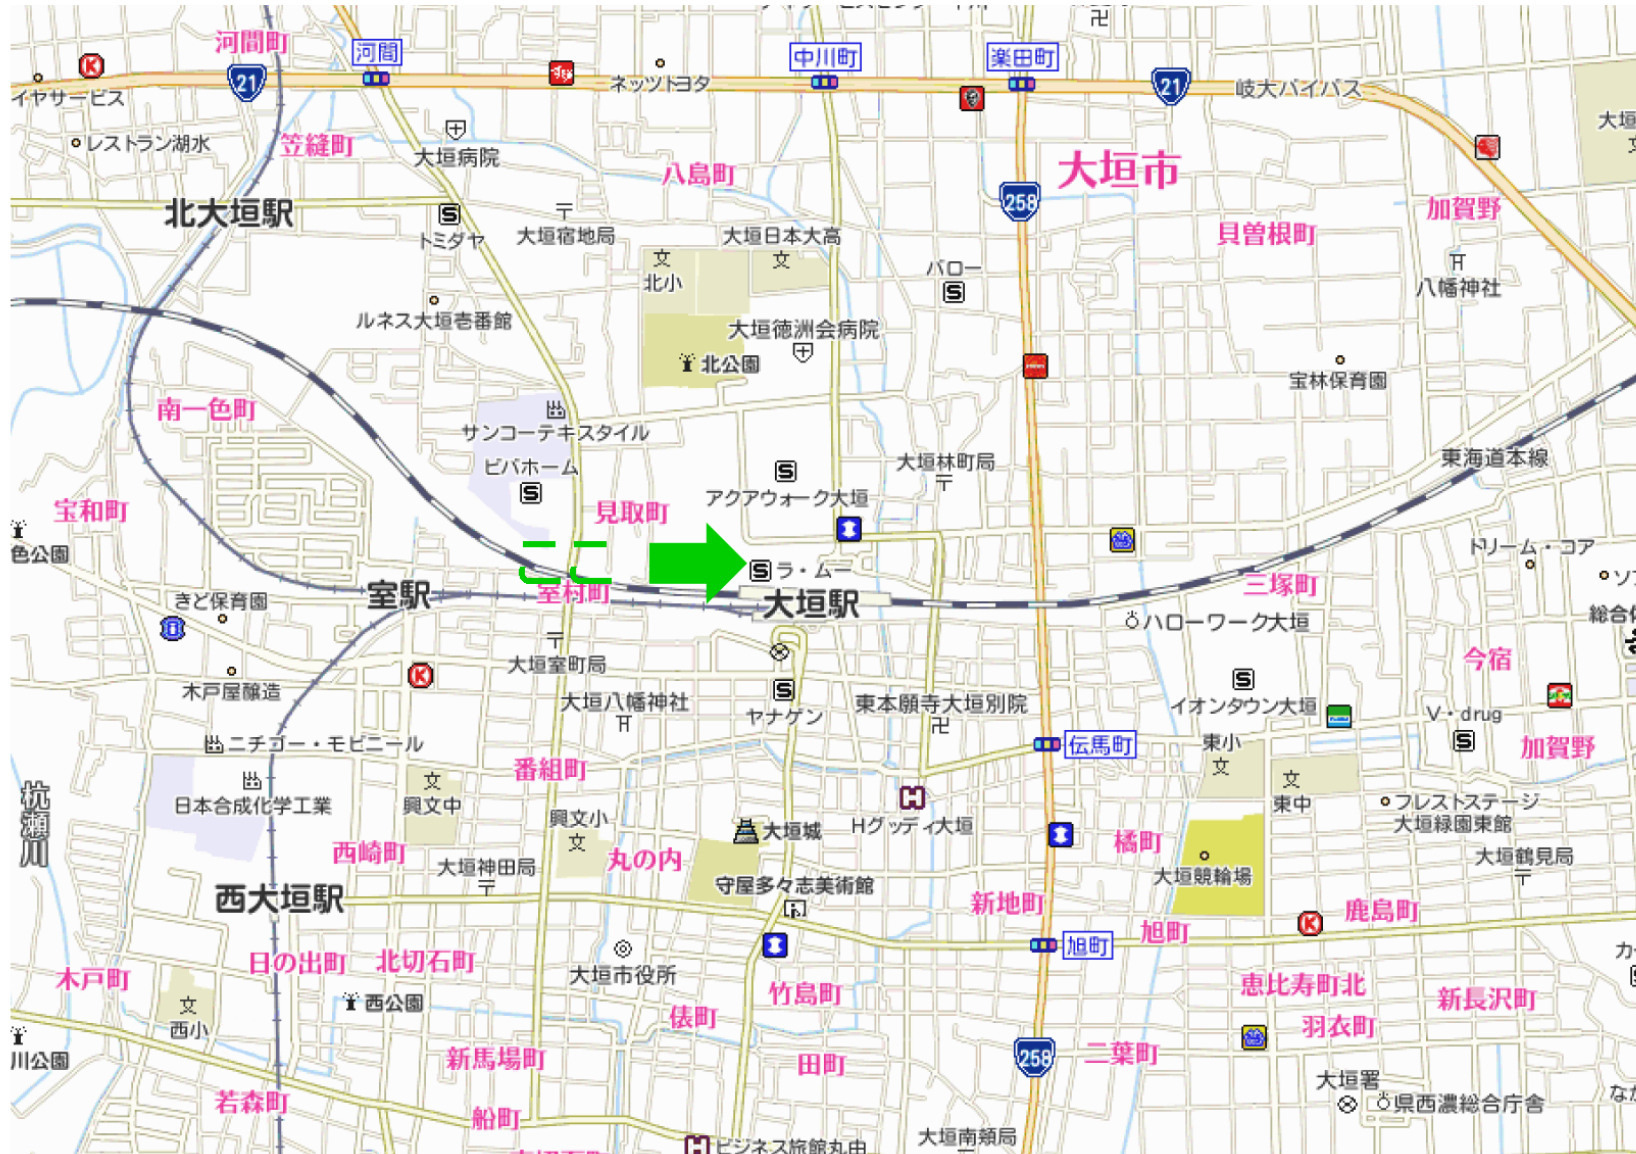 河間町
河間
中川町
楽田町
21
21
岐大バイパス
イヤサービス
ネッツトヨタ
レストラン湖水
笠縫町
大垣病院
八島町
大垣市
258
加賀野
北大垣駅
トミダヤ
大垣宿地局
大垣日本大高
貝曽根町
北小
バロー
八幡神社
ルネス大垣壱番館
大垣徳洲会病院
北公園
宝林保育園
南一色町
サンコーテキスタイル
ビバホーム
大垣林町局
東海道本線
アクアウォーク大垣
宝和町
見取町
色公園
ドリーム・コア
ラ・ムー
三塚町
室駅
室村町
大垣駅
きど保育園
ハローワーク大垣
大垣室町局
今宿
木戸屋醸造
大垣八幡神社
ヤナゲン
東本願寺大垣別院
イオンタウン大垣
V・drug
ニチゴー・モビニール
伝馬町
東小
加賀野
番組町
杭瀬川
日本合成化学工業
興文中
東中
フレストステージ
大垣緑園東館
興文小
大垣城
Hグッディ大垣
橘町
西崎町
丸の内
大垣神田局
大垣鶴見局
守屋多々志美術館
大垣競輪場
西大垣駅
新地町
鹿島町
旭町
旭町
日の出町
北切石町
大垣市役所
木戸町
竹島町
恵比寿町北
新長沢町
西公園
俵町
羽衣町
西小
川公園
新馬場町
田町
258
二葉町
大垣署
若森町
船町
県西濃総合庁舎
大垣南頬局
ビジネス旅館丸由